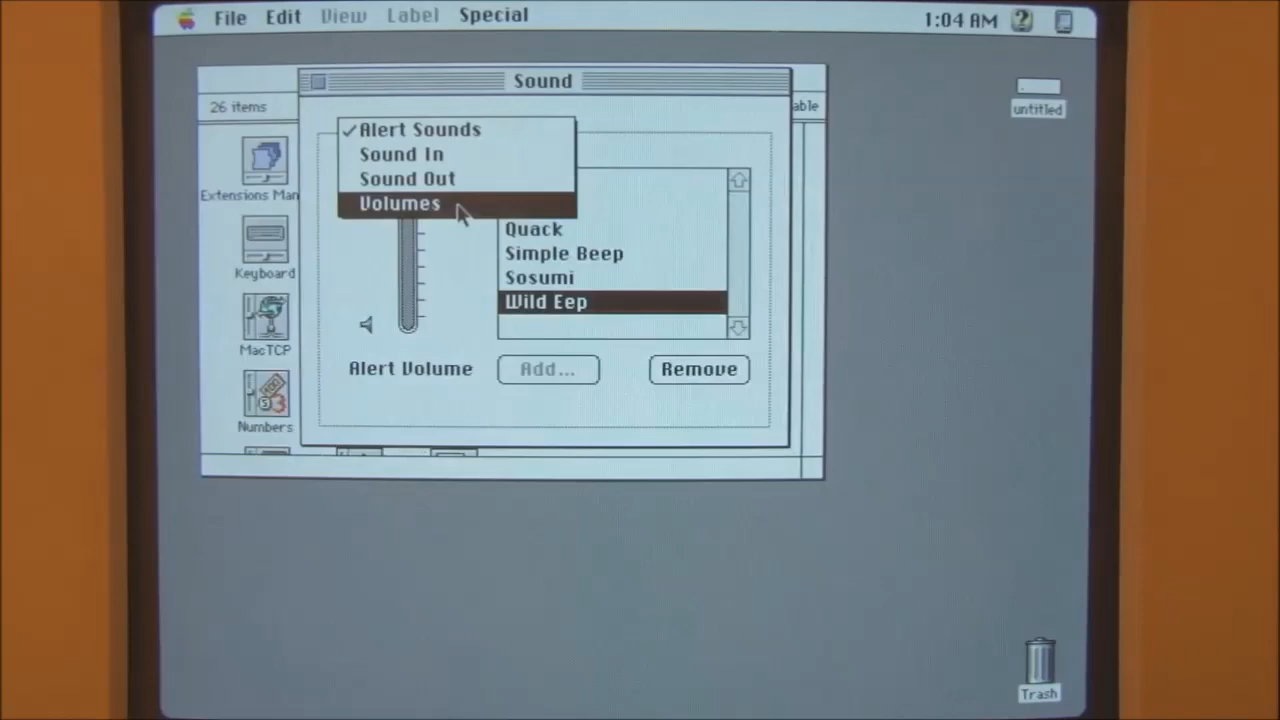 File Edit View Label Special
1:04 AM
Sound
26 items
able
untitled
✓Alert Sounds
Sound In
Sound Out
Volumes
Extensions Man
Quack
Simple Beep
Keyboard
Sosumi
Wild Eep
MacTCP
Alert Volume
Add...
Remove
Numbers
Trash